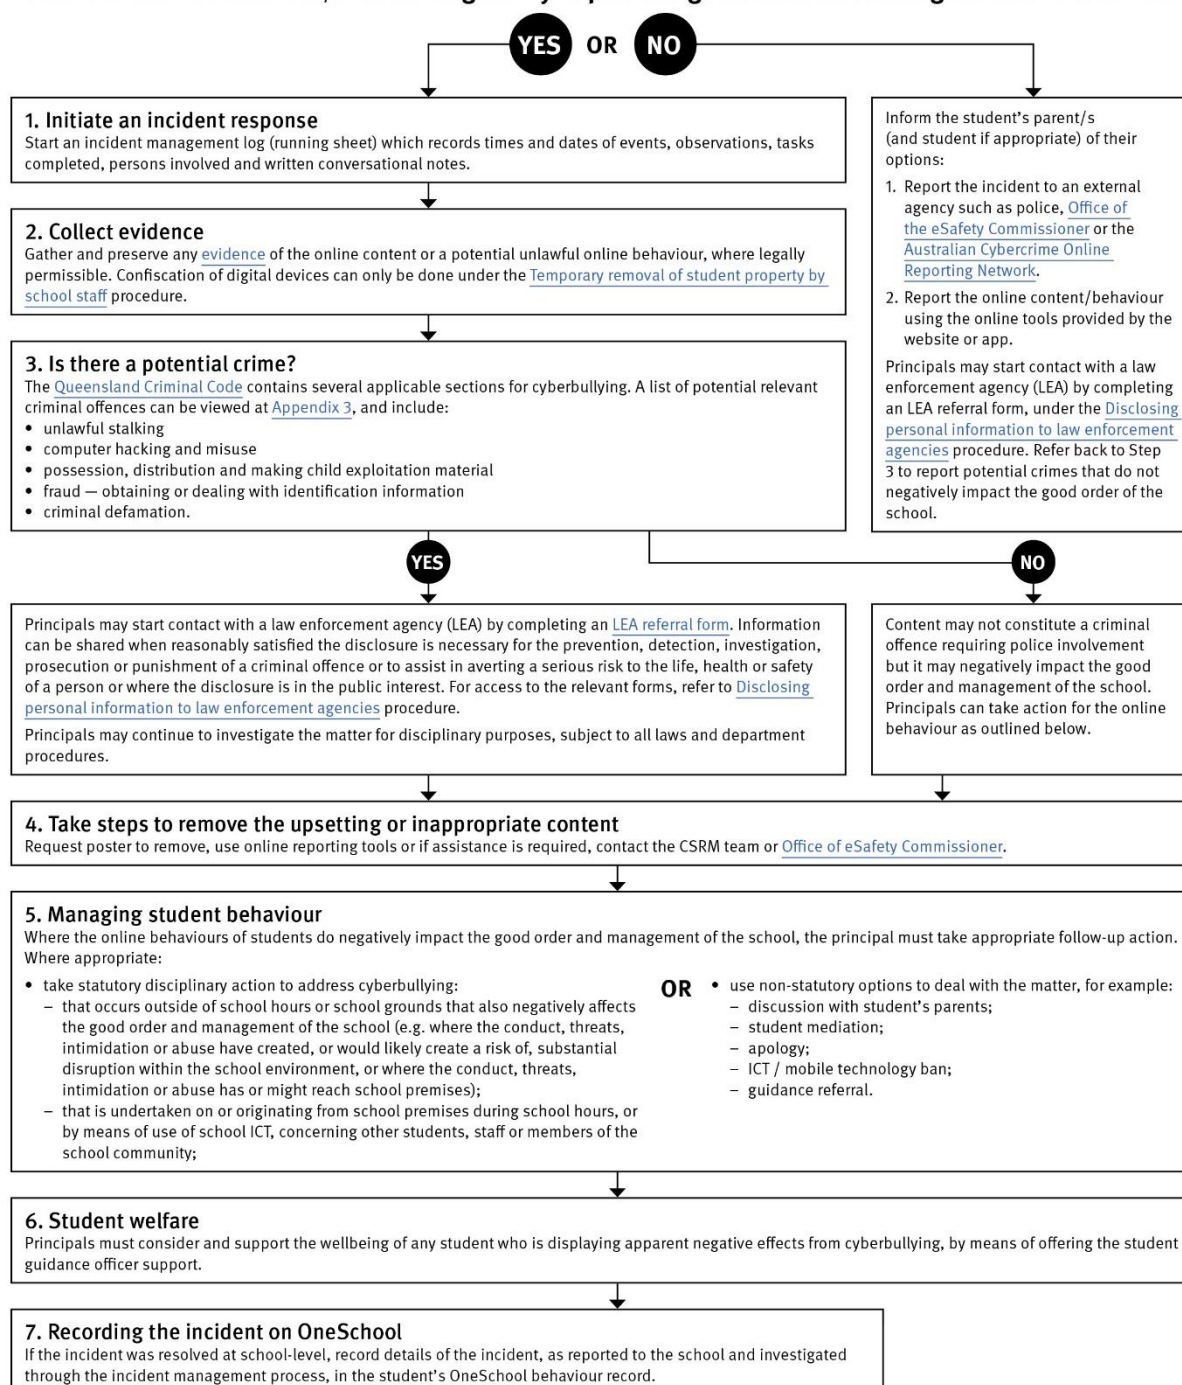 YES OR NO
1. Initiate an incident response
Start an incident management log (running sheet) which records times and dates of events, observations, tasks
completed, persons involved and written conversational notes.
2. Collect evidence
Gather and preserve any evidence of the online content or a potential unlawful online behaviour, where legally
permissible. Confiscation of digital devices can only be done under the Temporary removal of student property by
school staff procedure.
3. Is there a potential crime?
The Queensland Criminal Code contains several applicable sections for cyberbullying. A list of potential relevant
criminal offences can be viewed at Appendix 3, and include:
• unlawful stalking
• computer hacking and misuse
• possession, distribution and making child exploitation material
• fraud — obtaining or dealing with identification information
• criminal defamation.
Inform the student's parent/s
(and student if appropriate) of their
options:
1. Report the incident to an external
agency such as police, Office of
the eSafety Commissioner or the
Australian Cybercrime Online
Reporting Network.
2. Report the online content/behaviour
using the online tools provided by the
website or app.
Principals may start contact with a law
enforcement agency (LEA) by completing
an LEA referral form, under the Disclosing
personal information to law enforcement
agencies procedure. Refer back to Step
3 to report potential crimes that do not
negatively impact the good order of the
school.
YES
NO
Principals may start contact with a law enforcement agency (LEA) by completing an LEA referral form. Information
can be shared when reasonably satisfied the disclosure is necessary for the prevention, detection, investigation,
prosecution or punishment of a criminal offence or to assist in averting a serious risk to the life, health or safety
of a person or where the disclosure is in the public interest. For access to the relevant forms, refer to Disclosing
personal information to law enforcement agencies procedure.
Principals may continue to investigate the matter for disciplinary purposes, subject to all laws and department
procedures.
Content may not constitute a criminal
offence requiring police involvement
but it may negatively impact the good
order and management of the school.
Principals can take action for the online
behaviour as outlined below.
4. Take steps to remove the upsetting or inappropriate content
Request poster to remove, use online reporting tools or if assistance is required, contact the CSRM team or Office of eSafety Commissioner.
5. Managing student behaviour
Where the online behaviours of students do negatively impact the good order and management of the school, the principal must take appropriate follow-up action.
Where appropriate:
• take statutory disciplinary action to address cyberbullying:
– that occurs outside of school hours or school grounds that also negatively affects
the good order and management of the school (e.g. where the conduct, threats,
intimidation or abuse have created, or would likely create a risk of, substantial
disruption within the school environment, or where the conduct, threats,
intimidation or abuse has or might reach school premises);
– that is undertaken on or originating from school premises during school hours, or
by means of use of school ICT, concerning other students, staff or members of the
school community;
OR
• use non-statutory options to deal with the matter, for example:
– discussion with student's parents;
– student mediation;
– apology;
– ICT / mobile technology ban;
– guidance referral.
6. Student welfare
Principals must consider and support the wellbeing of any student who is displaying apparent negative effects from cyberbullying, by means of offering the student
guidance officer support.
7. Recording the incident on OneSchool
If the incident was resolved at school-level, record details of the incident, as reported to the school and investigated
through the incident management process, in the student's OneSchool behaviour record.